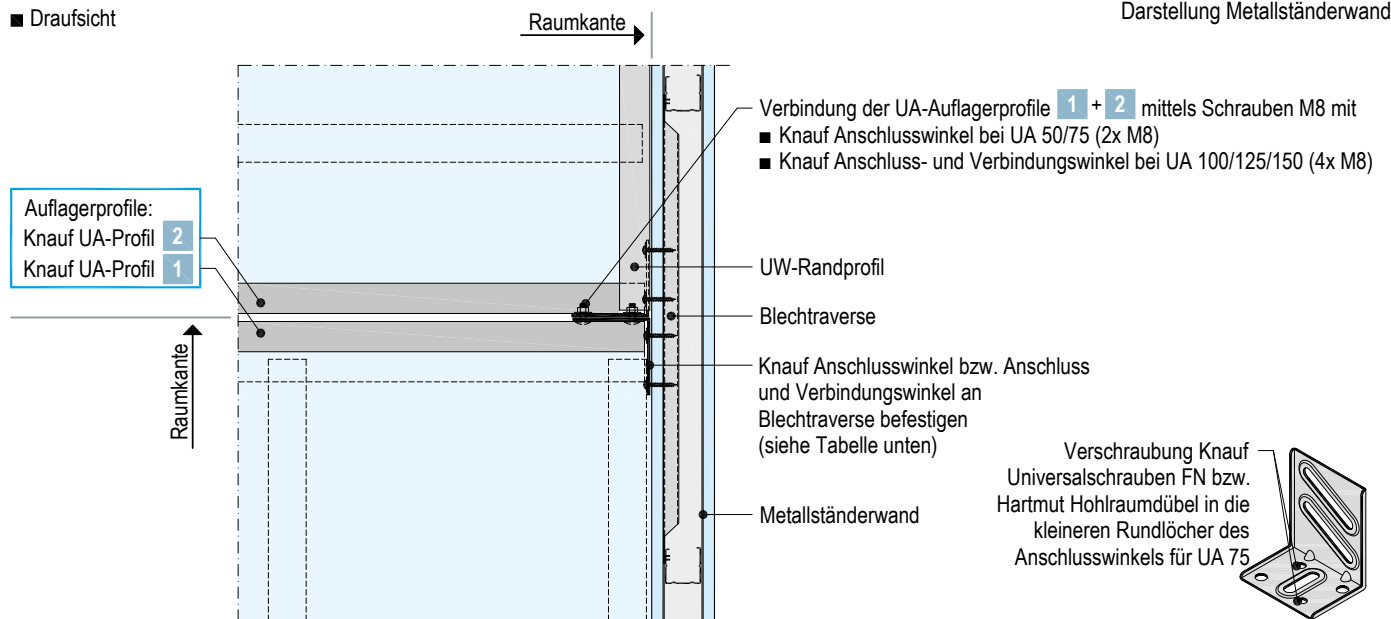 ■ Draufsicht
Raumkante
Darstellung Metallständerwand
Verbindung der UA-Auflagerprofile 1 + 2 mittels Schrauben M8 mit
■ Knauf Anschlusswinkel bei UA 50/75 (2x M8)
■ Knauf Anschluss- und Verbindungswinkel bei UA 100/125/150 (4x M8)
Auflagerprofile:
Knauf UA-Profil 2
Knauf UA-Profil 1
UW-Randprofil
Blechtraverse
Raumkante
Knauf Anschlusswinkel bzw. Anschluss
und Verbindungswinkel an
Blechtraverse befestigen
(siehe Tabelle unten)
Metallständerwand
Verschraubung Knauf
Universalschrauben FN bzw.
Hartmut Hohlraumdübel in die
kleineren Rundlöcher des
Anschlusswinkels für UA 75